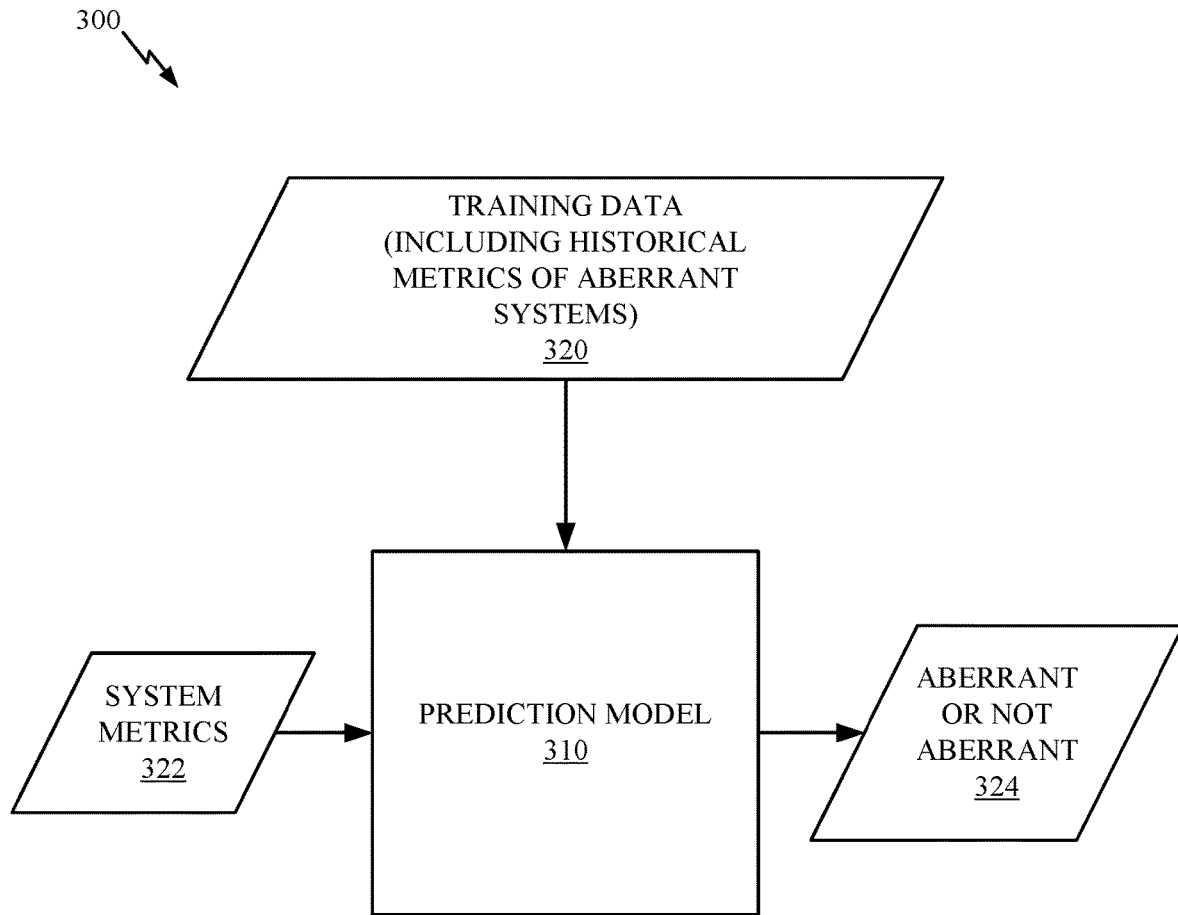 300
TRAINING DATA
(INCLUDING HISTORICAL
METRICS OF ABERRANT
SYSTEMS)
320
SYSTEM
METRICS
322
PREDICTION MODEL
310
ABERRANT
OR NOT
ABERRANT
324